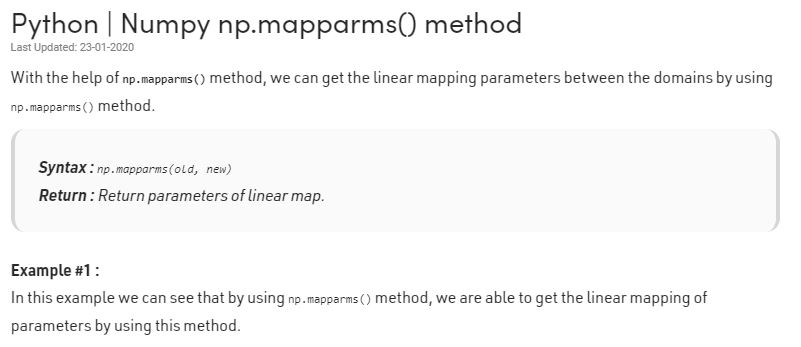 Python | Numpy np.mapparms() method
Last Updated: 23-01-2020
With the help of np.mapparms() method, we can get the linear mapping parameters between the domains by using
np.mapparms() method.
Syntax : np.mapparms(old, new)
Return : Return parameters of linear map.
Example #1 :
In this example we can see that by using np.mapparms() method, we are able to get the linear mapping of
parameters by using this method.